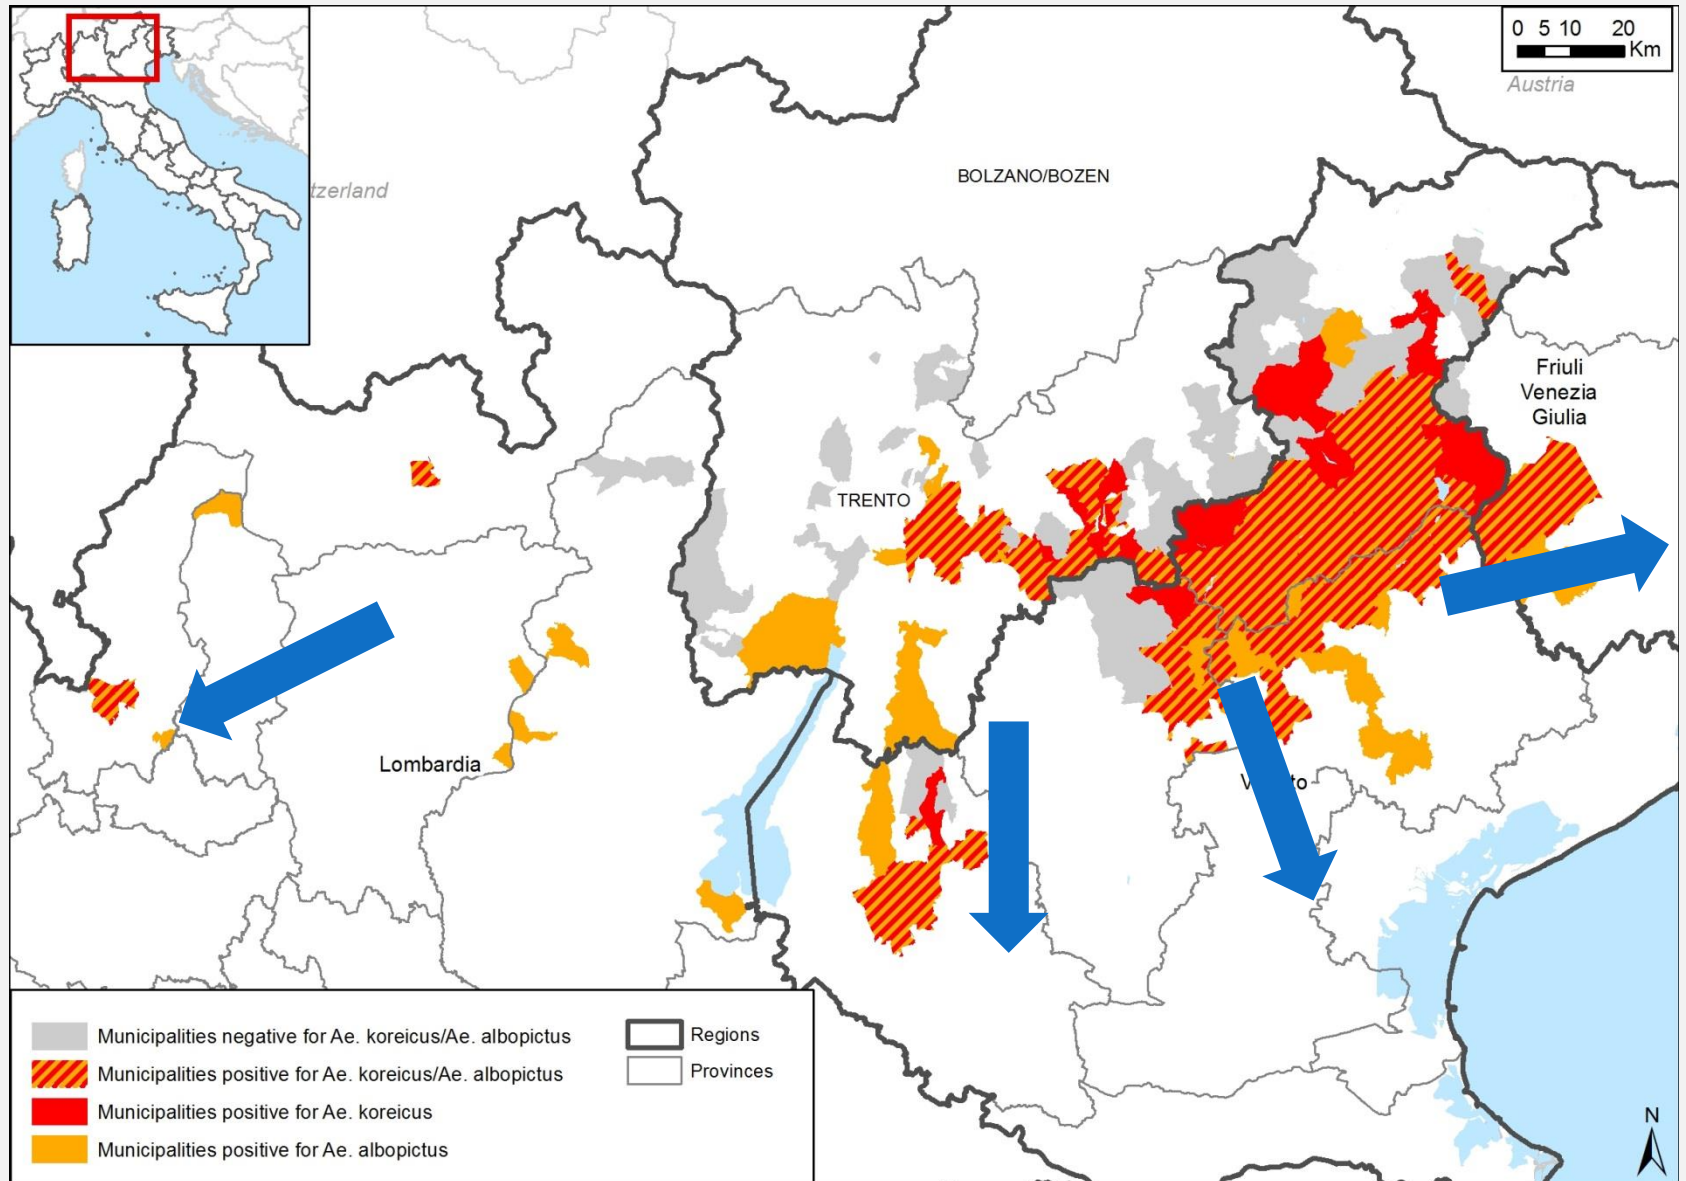 0 5 10 20
Km
Austria
tzerland
BOLZANO/BOZEN
Friuli
Venezia
Giulia
TRENTO
Lombardia
N
Municipalities negative for Ae. koreicus/Ae. albopictus
Municipalities positive for Ae. koreicus/Ae. albopictus
Municipalities positive for Ae. koreicus
Municipalities positive for Ae. albopictus
Regions
Provinces